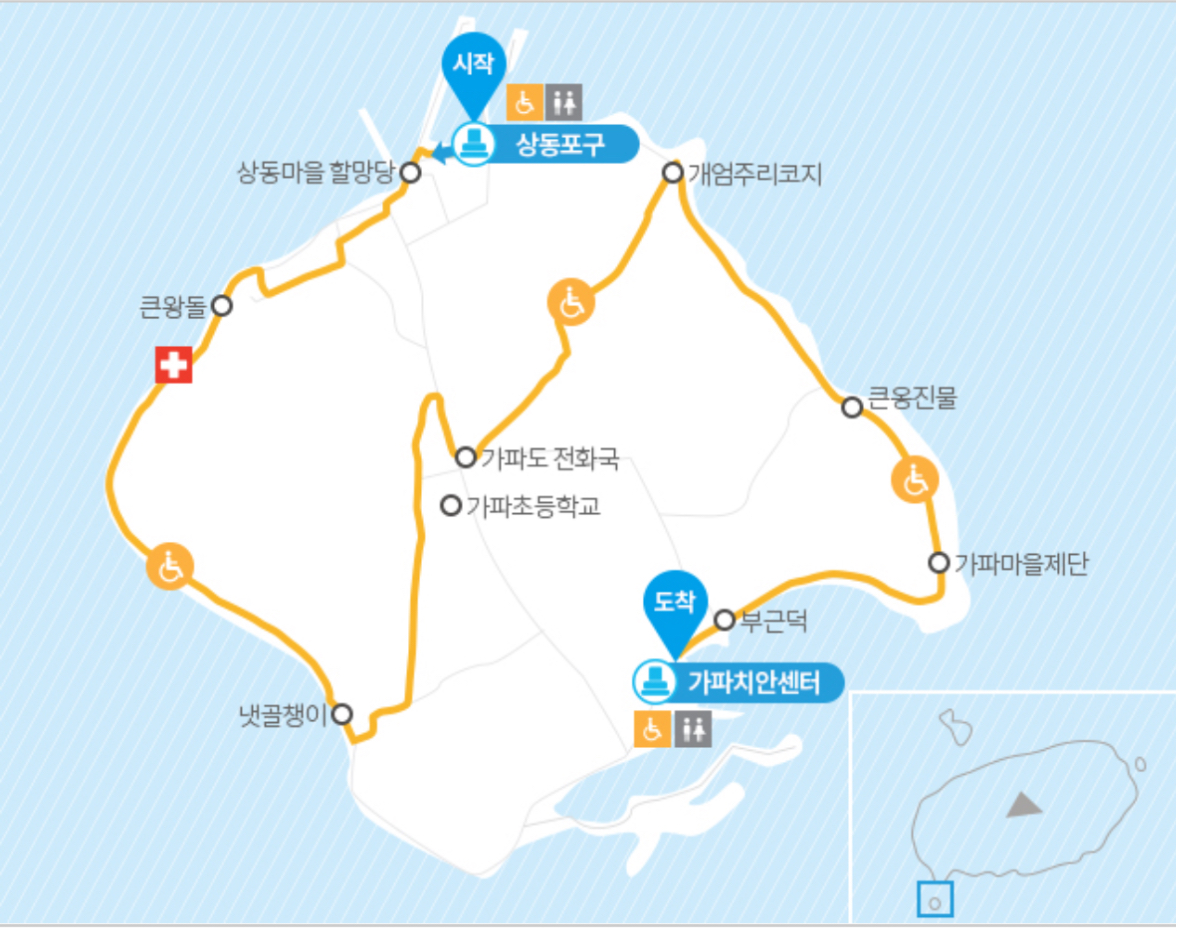 시작
상동포구
상동마을 할망당
개엄주리코지
큰왕돌
큰옹진물
가파도 전화국
가파초등학교
가파마을제단
도착
부근덕
가파치안센터
냇골챙이